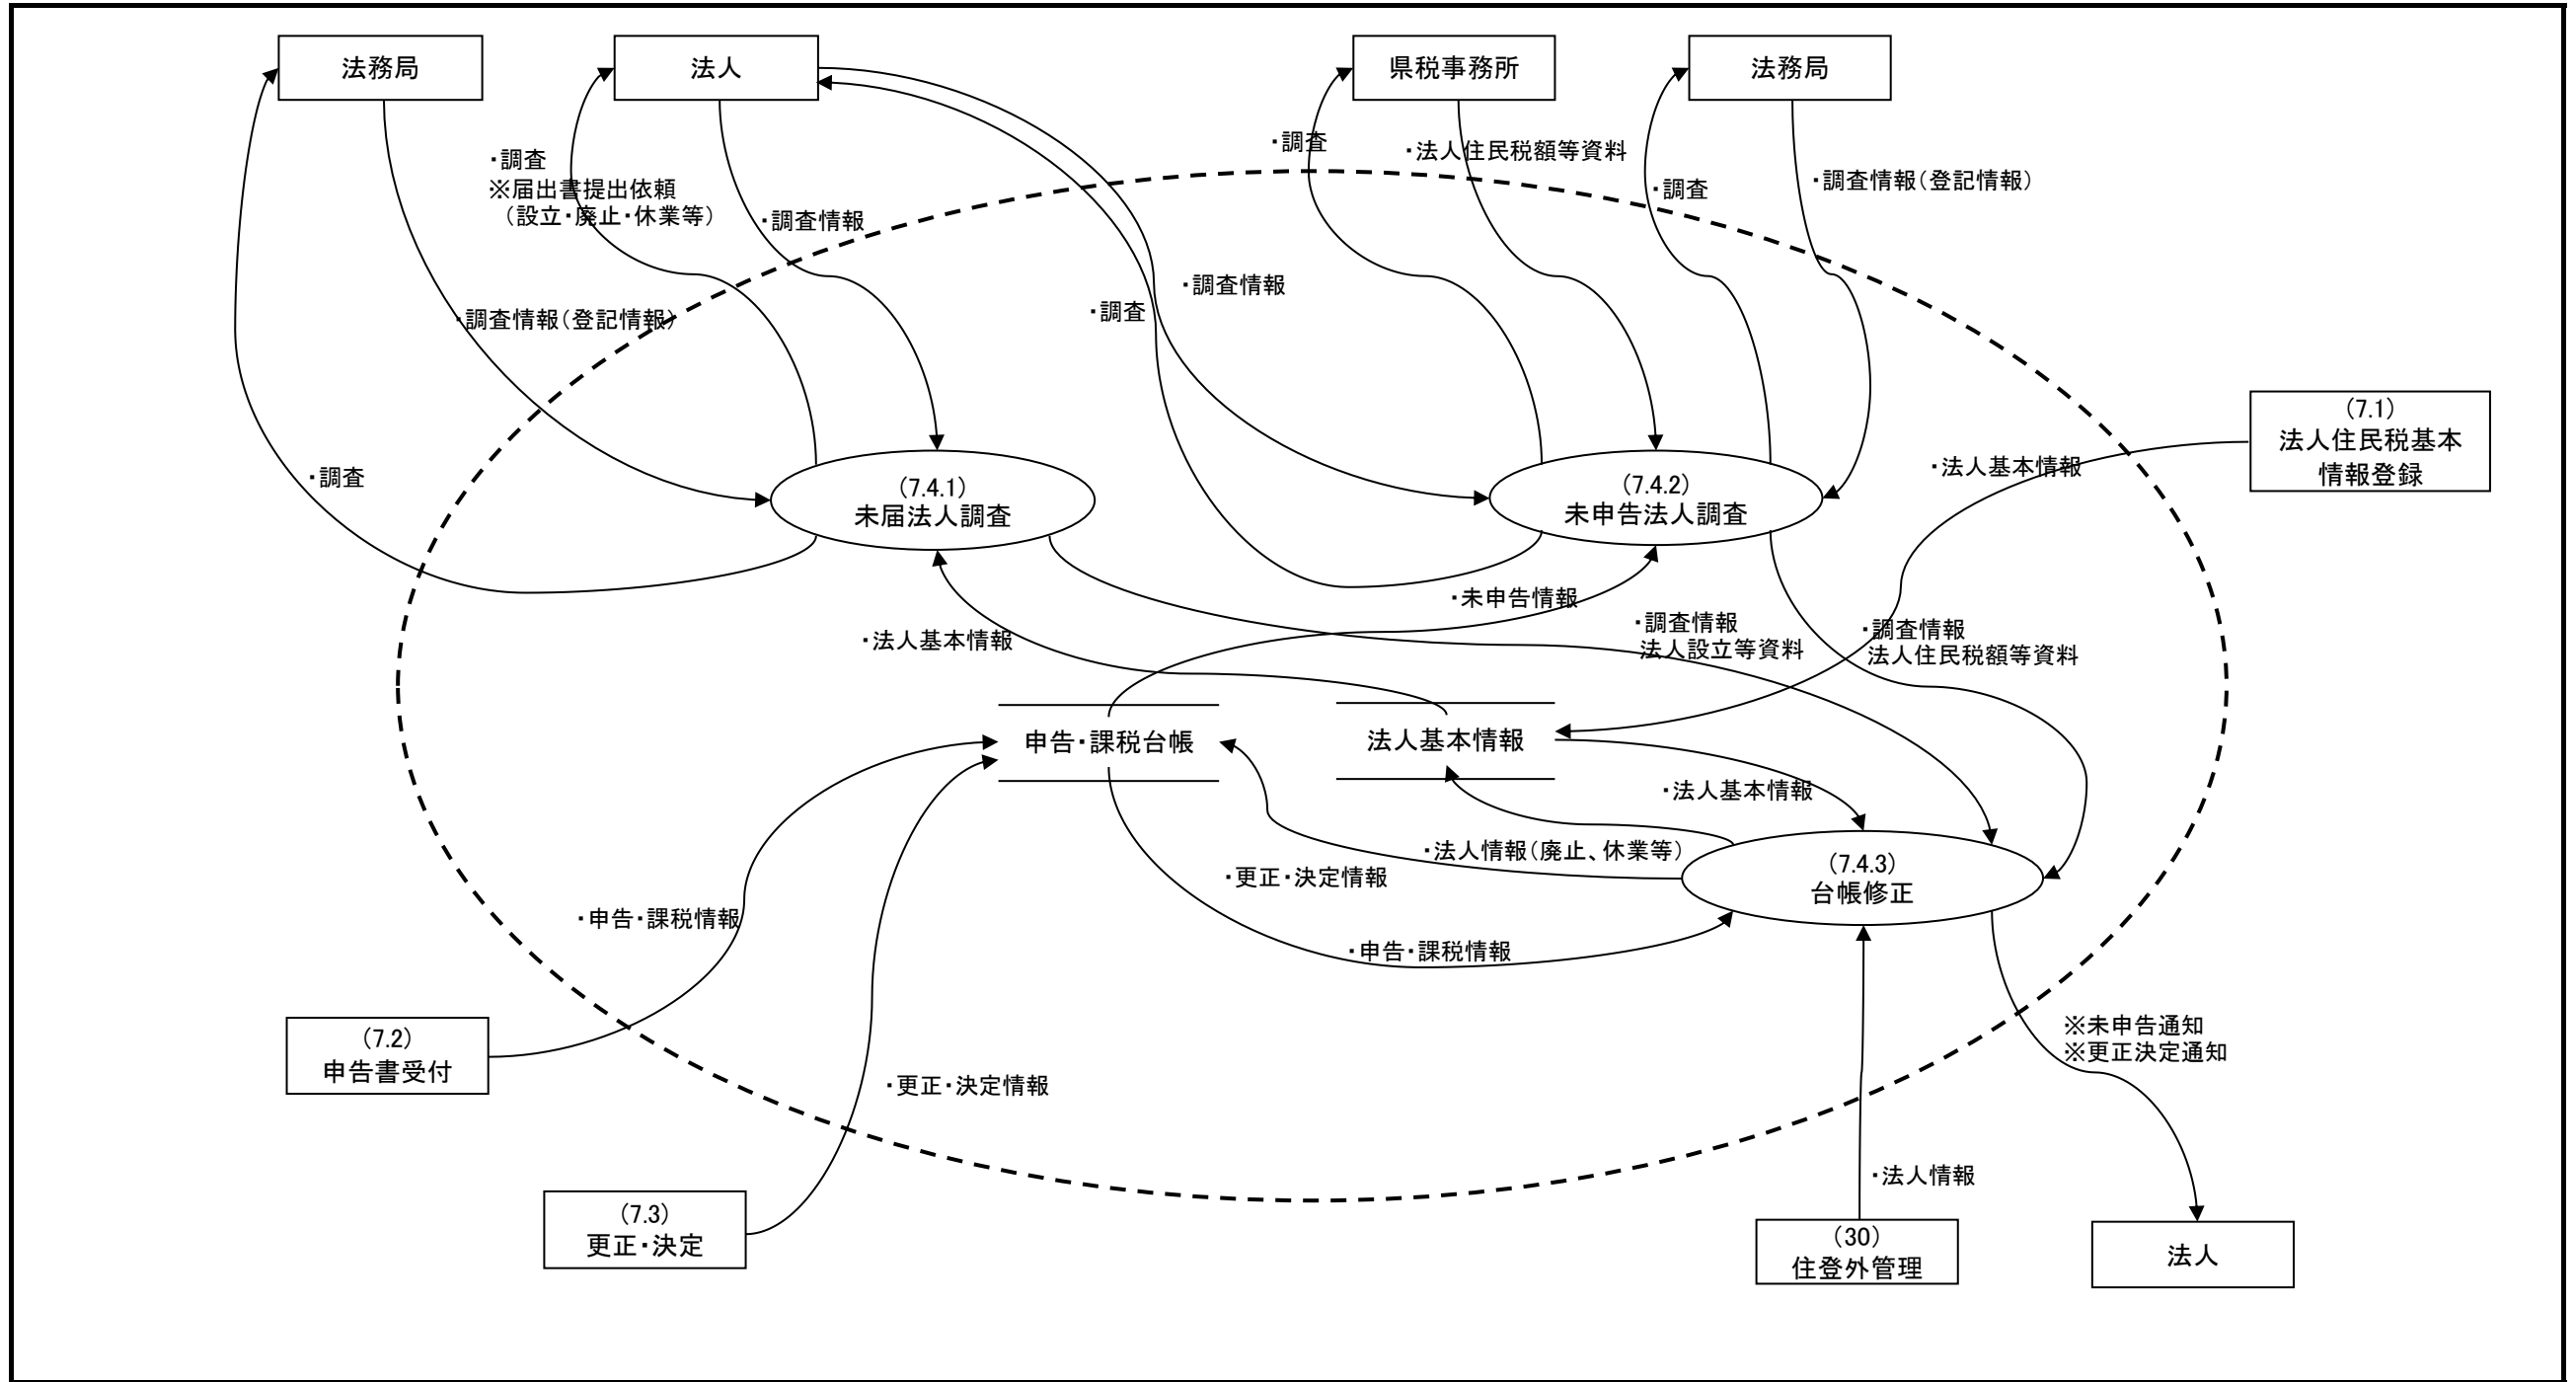 法務局
法人
県税事務所
法務局
・調査
・法人住民税額等資料
・調査
※届出書提出依頼
（設立・廃止・休業等）
・調査情報
・調査
・調査情報（登記情報）
・調査情報
・調査
・調査情報（登記情報）
（7.1）
法人住民税基本
情報登録
・法人基本情報
・調査
（7.4.1）
未届法人調査
（7.4.2）
未申告法人調査
・未申告情報
・法人基本情報
・調査情報
法人設立等資料
・調査情報
法人住民税額等資料
申告・課税台帳
法人基本情報
・法人基本情報
・法人情報（廃止、休業等）
・更正・決定情報
（7.4.3）
台帳修正
・申告・課税情報
・申告・課税情報
（7.2）
申告書受付
※未申告通知
※更正決定通知
・更正・決定情報
・法人情報
（7.3）
更正・決定
（30）
住登外管理
法人